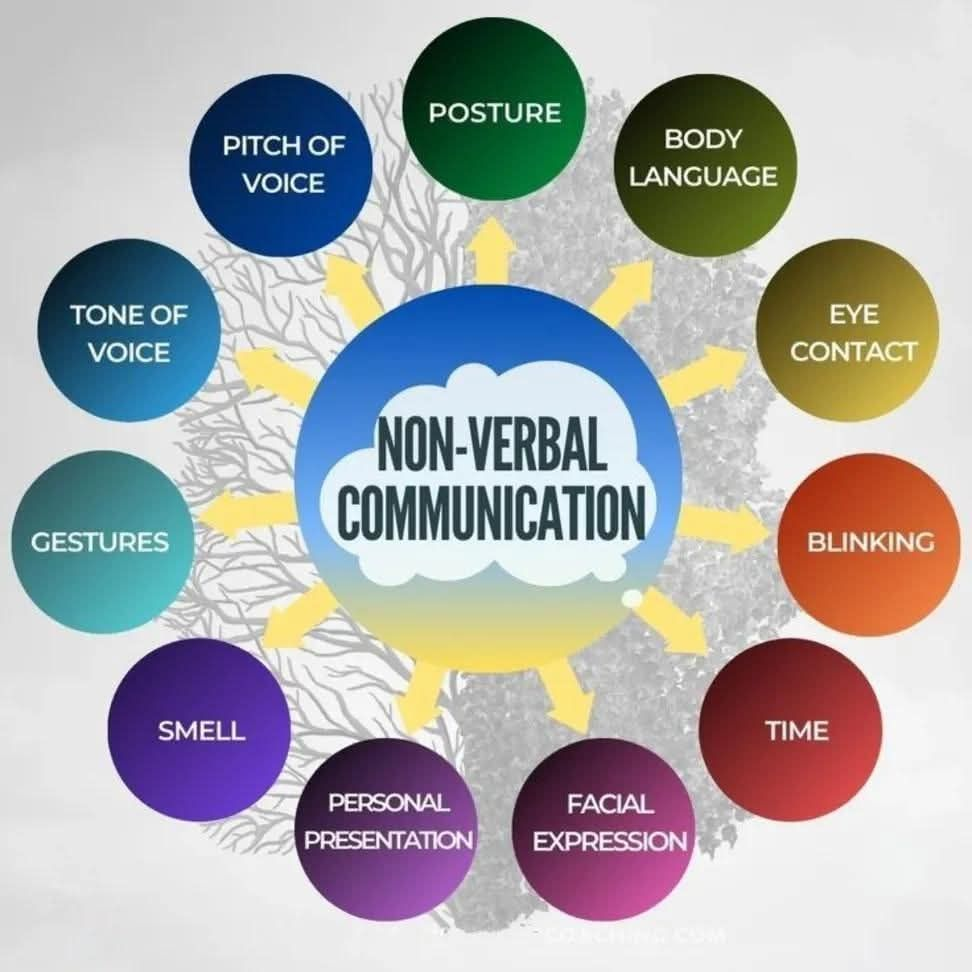 POSTURE
BODY
LANGUAGE
EYE
CONTACT
BLINKING
TIME
FACIAL
EXPRESSION
PERSONAL
PRESENTATION
SMELL
GESTURES
TONE OF
VOICE
PITCH OF
VOICE
NON-VERBAL
COMMUNICATION